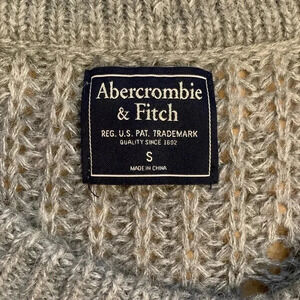 Abercrombie
& Fitch
REG. U.S. PAT. TRADEMARK
QUALITY SINCE 1892
S
MADE IN CHINA